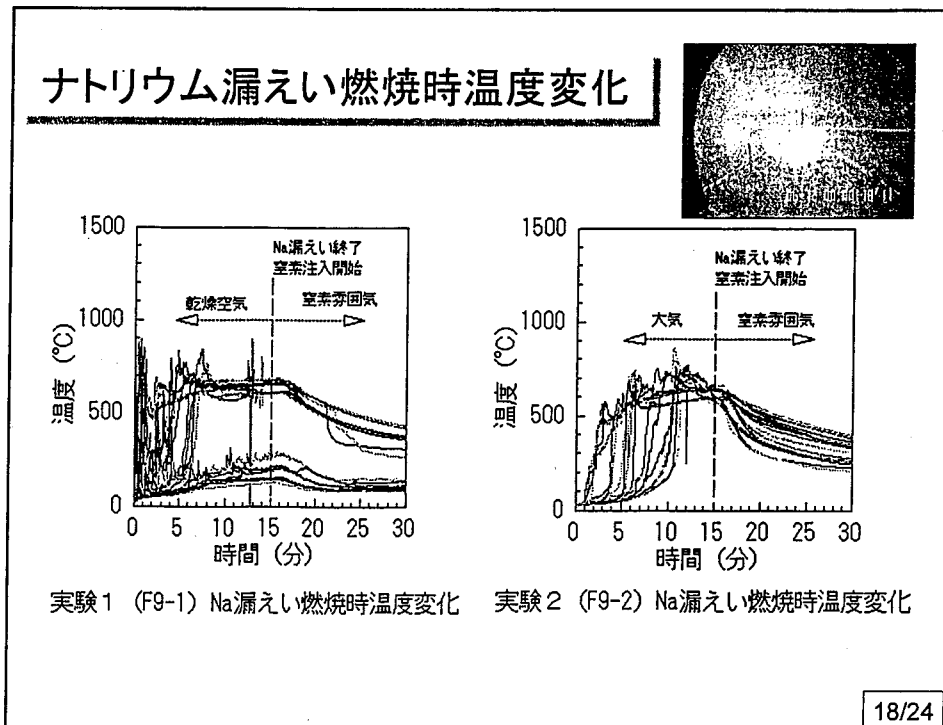 ナトリウム漏えい燃焼時温度変化
1500
1000
500
0
温度 (℃)
Na漏えい終了
窒素注入開始
乾燥空気
窒素雰囲気
0 5 10 15 20 25 30
時間 (分)
実験1 (F9-1) Na漏えい燃焼時温度変化
1500
1000
500
0
温度 (℃)
Na漏えい終了
窒素注入開始
大気
窒素雰囲気
0 5 10 15 20 25 30
時間 (分)
実験2 (F9-2) Na漏えい燃焼時温度変化
18/24